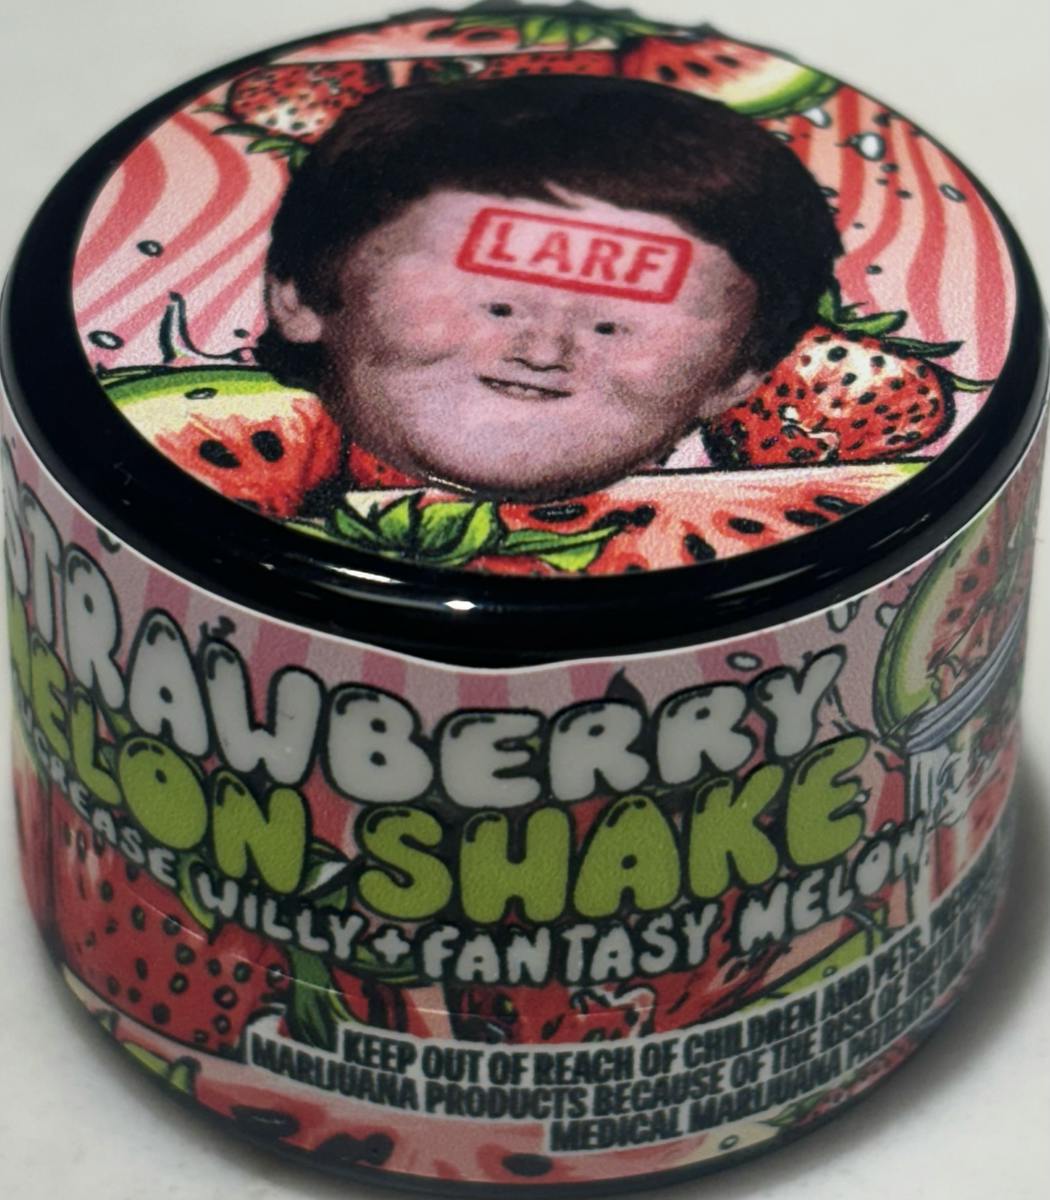 LARF
STRAWBERRY
MELON SHAKE
GREASE WILLY + FANTASY MELON
KEEP OUT OF REACH OF CHILDREN AND PETS.
MARIJUANA PRODUCTS BECAUSE OF THE RISK OF
MEDICAL MARIJUANA PATIENTS